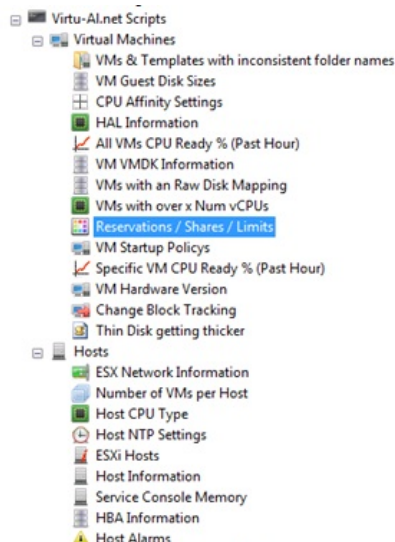 Virtu-Al.net Scripts
Virtual Machines
VMs & Templates with inconsistent folder names
VM Guest Disk Sizes
CPU Affinity Settings
HAL Information
All VMs CPU Ready % (Past Hour)
VM VMDK Information
VMs with an Raw Disk Mapping
VMs with over x Num vCPUs
Reservations / Shares / Limits
VM Startup Policys
Specific VM CPU Ready % (Past Hour)
VM Hardware Version
Change Block Tracking
Thin Disk getting thicker
Hosts
ESX Network Information
Number of VMs per Host
Host CPU Type
Host NTP Settings
ESXi Hosts
Host Information
Service Console Memory
HBA Information
Host Alarms